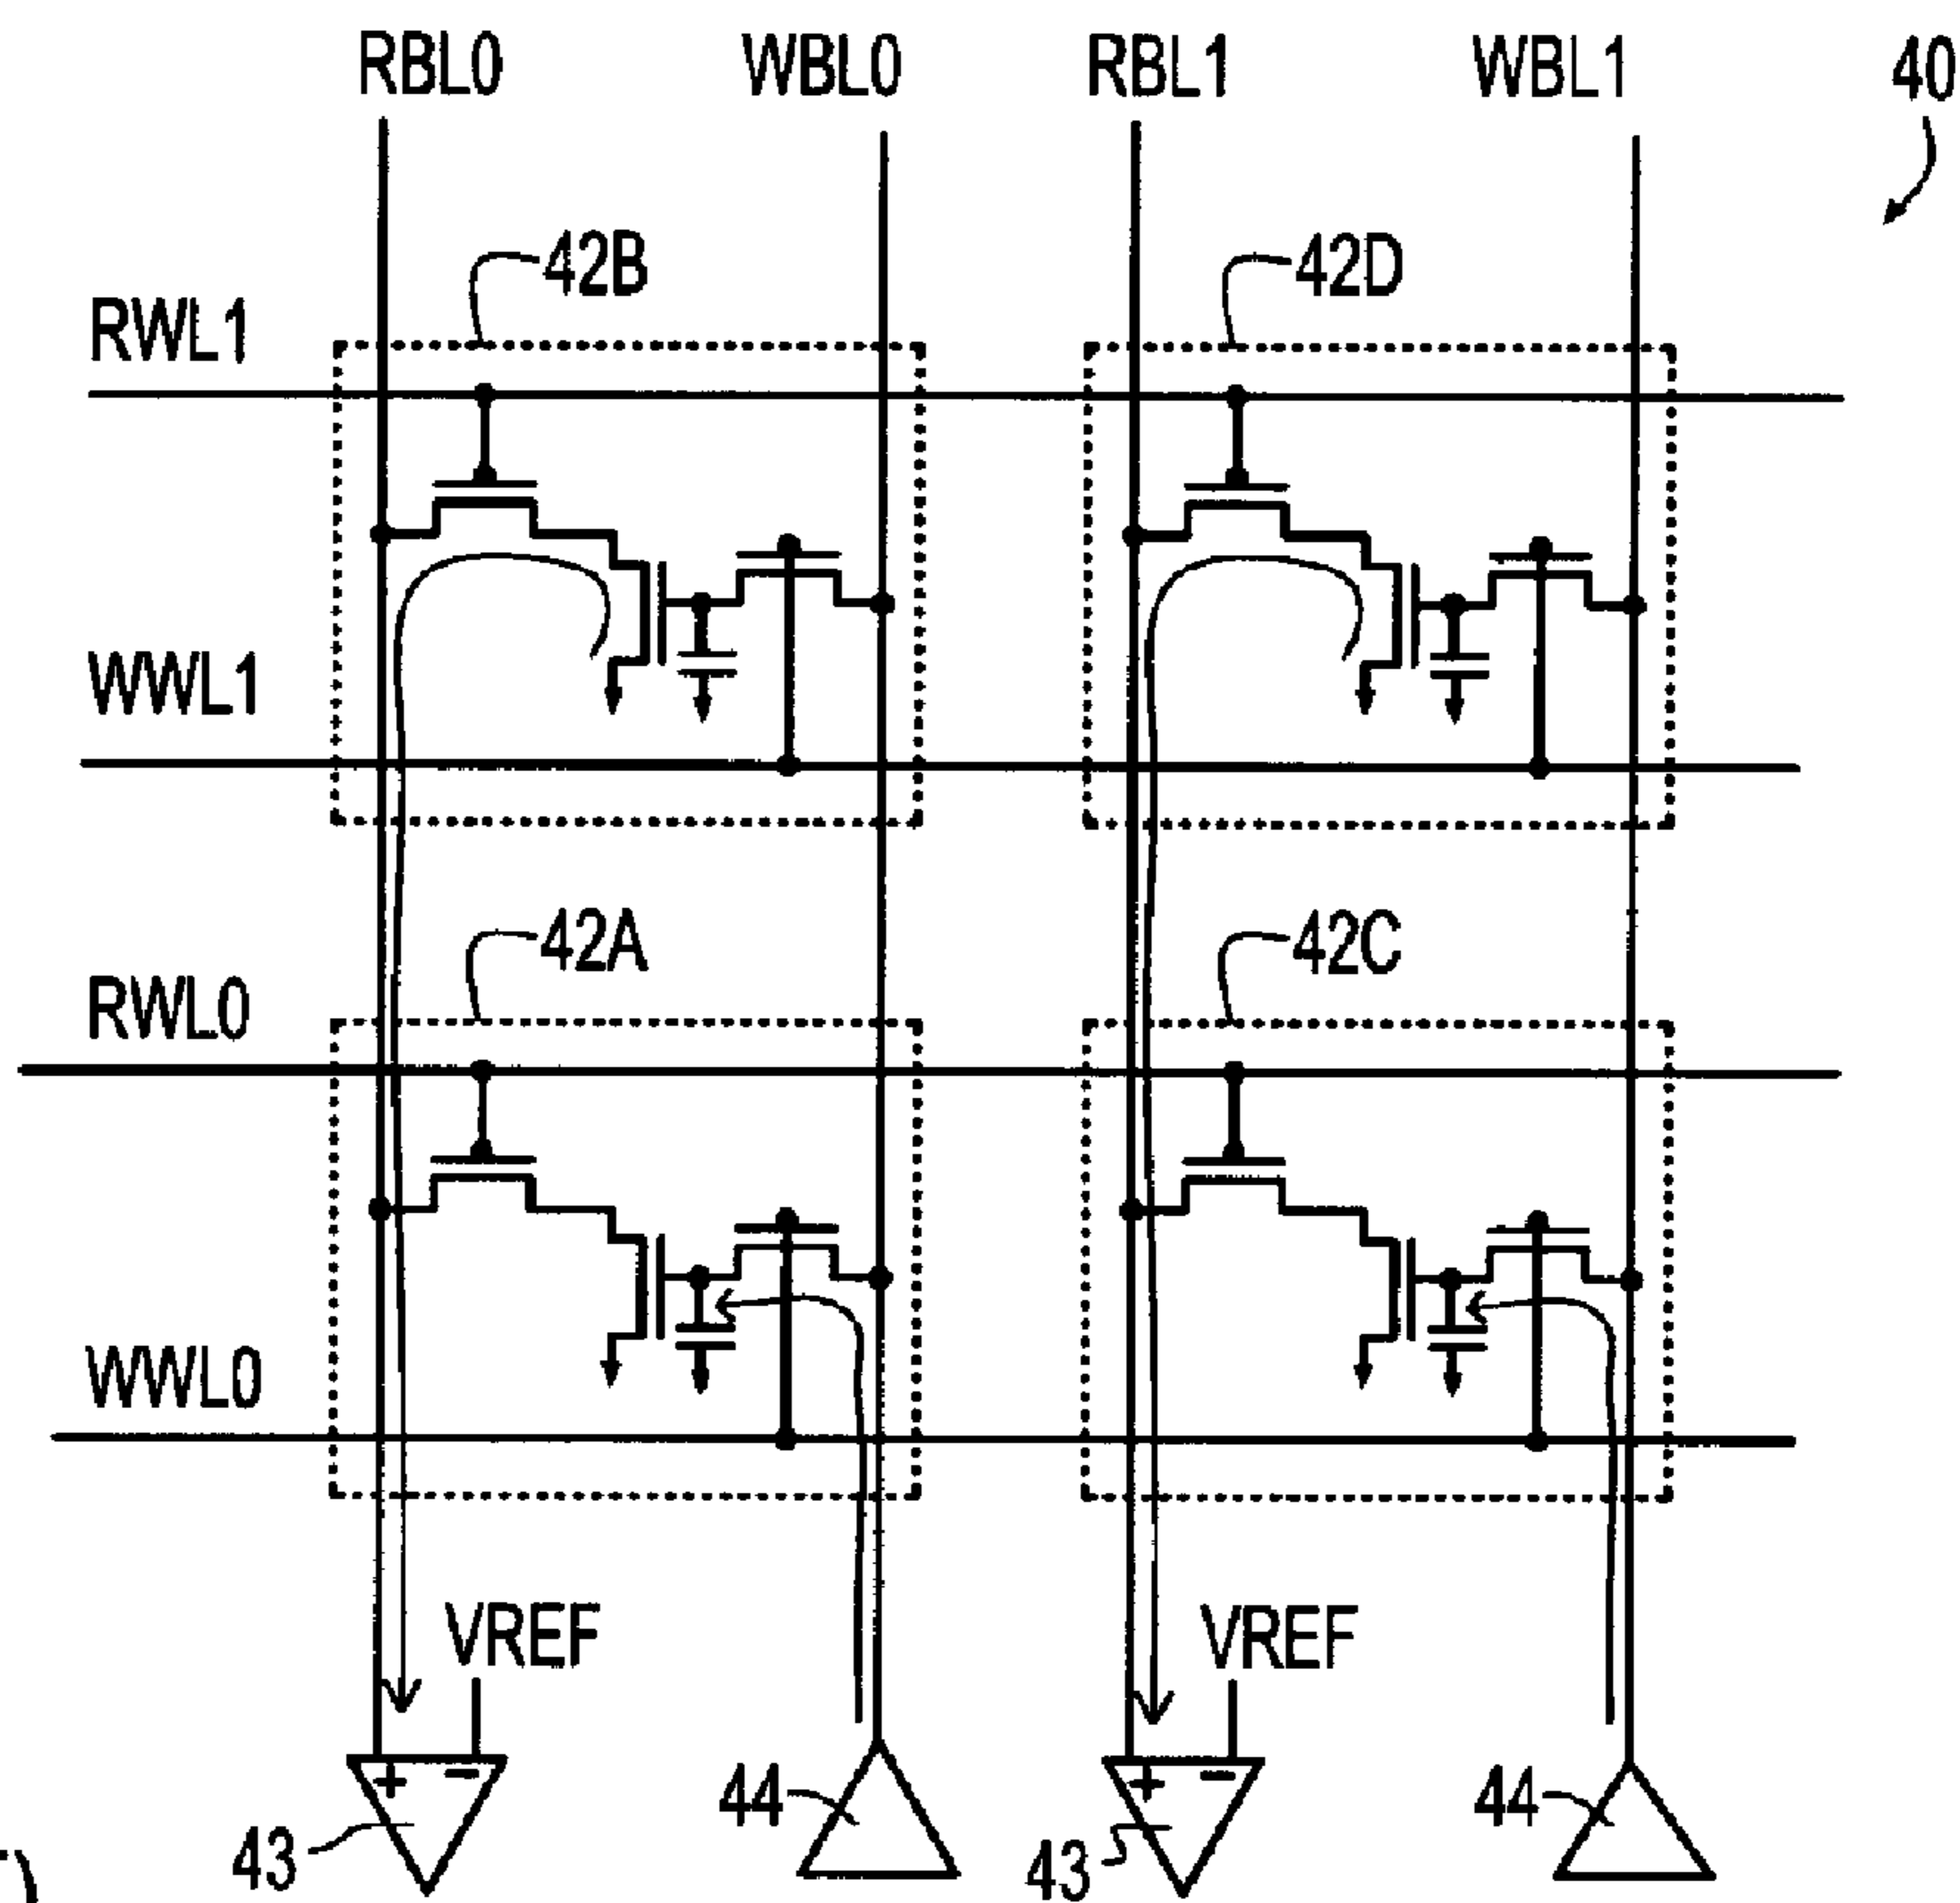 RBL0 WBL0 RBL1 WBL1 40
42B 42D
RWL1
WWL1
42A 42C
RWL0
WWL0
VREF VREF
+ - + -
44 44
43 43